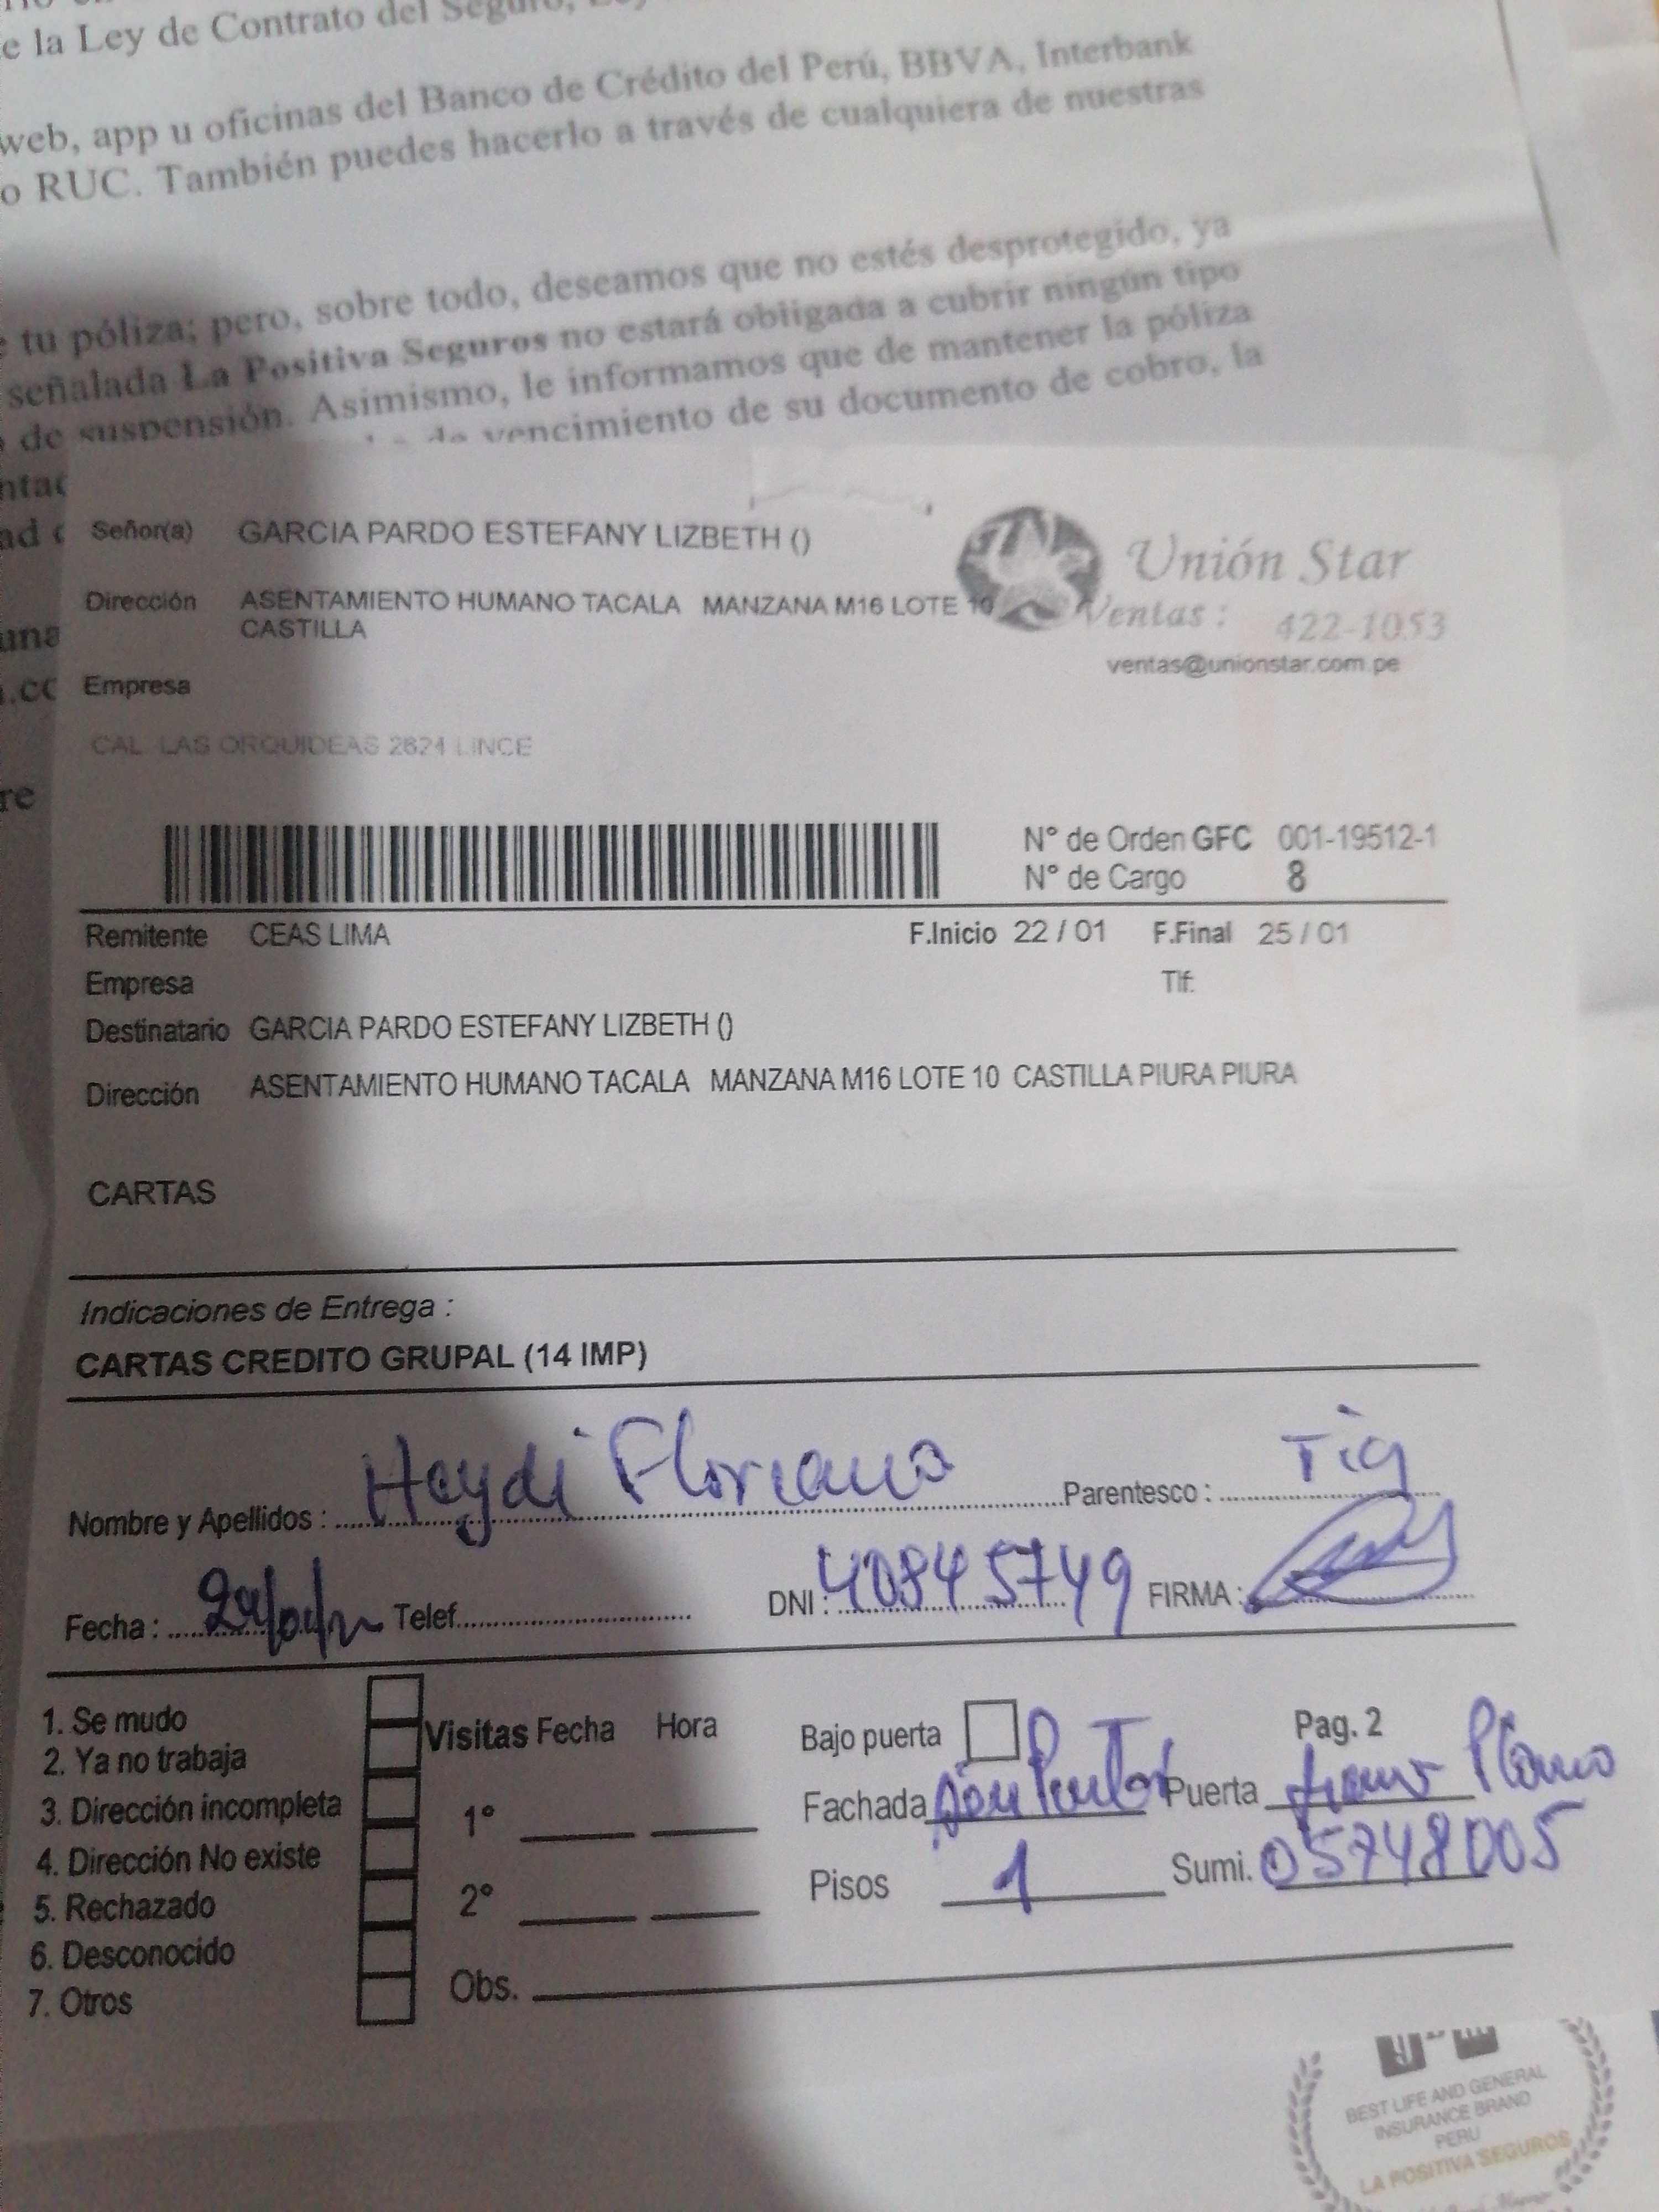 e la Ley de Contrato del Seguro,
web, app u oficinas del Banco de Crédito del Perú, BBVA, Interbank
o RUC. También puedes hacerlo a través de cualquiera de nuestras
e tu póliza; pero, sobre todo, deseamos que no estés desprotegido, ya
señalada La Positiva Seguros no estará obligada a cubrir ningún tipo
o de suspensión. Asimismo, le informamos que de mantener la póliza
de vencimiento de su documento de cobro, la
Señor(a) GARCIA PARDO ESTEFANY LIZBETH ()
Unión Star
Dirección ASENTAMIENTO HUMANO TACALA MANZANA M16 LOTE 10
CASTILLA
Ventas: 422-1053
ventas@unionstar.com.pe
Empresa
CAL LAS ORQUIDEAS 2624 LINCE
N° de Orden GFC 001-19512-1
N° de Cargo 8
Remitente CEAS LIMA F.Inicio 22 / 01 F.Final 25 / 01
Empresa Tlf:
Destinatario GARCIA PARDO ESTEFANY LIZBETH ()
Dirección ASENTAMIENTO HUMANO TACALA MANZANA M16 LOTE 10 CASTILLA PIURA PIURA
CARTAS
Indicaciones de Entrega :
CARTAS CREDITO GRUPAL (14 IMP)
Nombre y Apellidos : Heydi Floriano Parentesco : Tia
Fecha : Telef. DNI : 40845749 FIRMA :
1. Se mudo
2. Ya no trabaja
3. Dirección incompleta
4. Dirección No existe
5. Rechazado
6. Desconocido
7. Otros
Visitas Fecha Hora
1°
2°
Obs.
Bajo puerta Pag. 2
Fachada Puerta
Pisos 1 Sumi. 05748005
BEST LIFE AND GENERAL
INSURANCE BRAND
PERU
LA POSITIVA SEGUROS